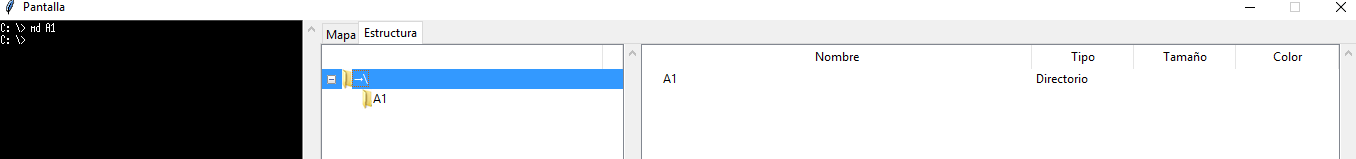 Pantalla
C: \> md A1
C: \>
Mapa
Estructura
→\
A1
Nombre
Tipo
Tamaño
Color
A1
Directorio